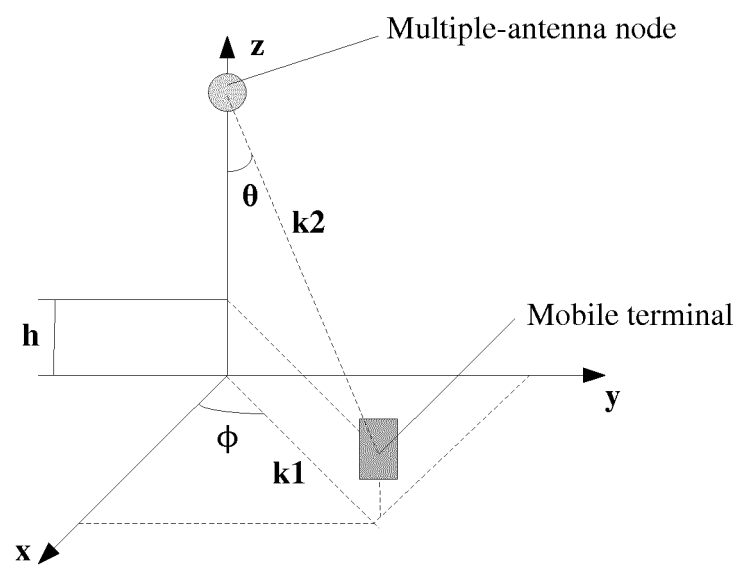 z
Multiple-antenna node
θ
k2
h
Mobile terminal
y
ϕ
k1
x